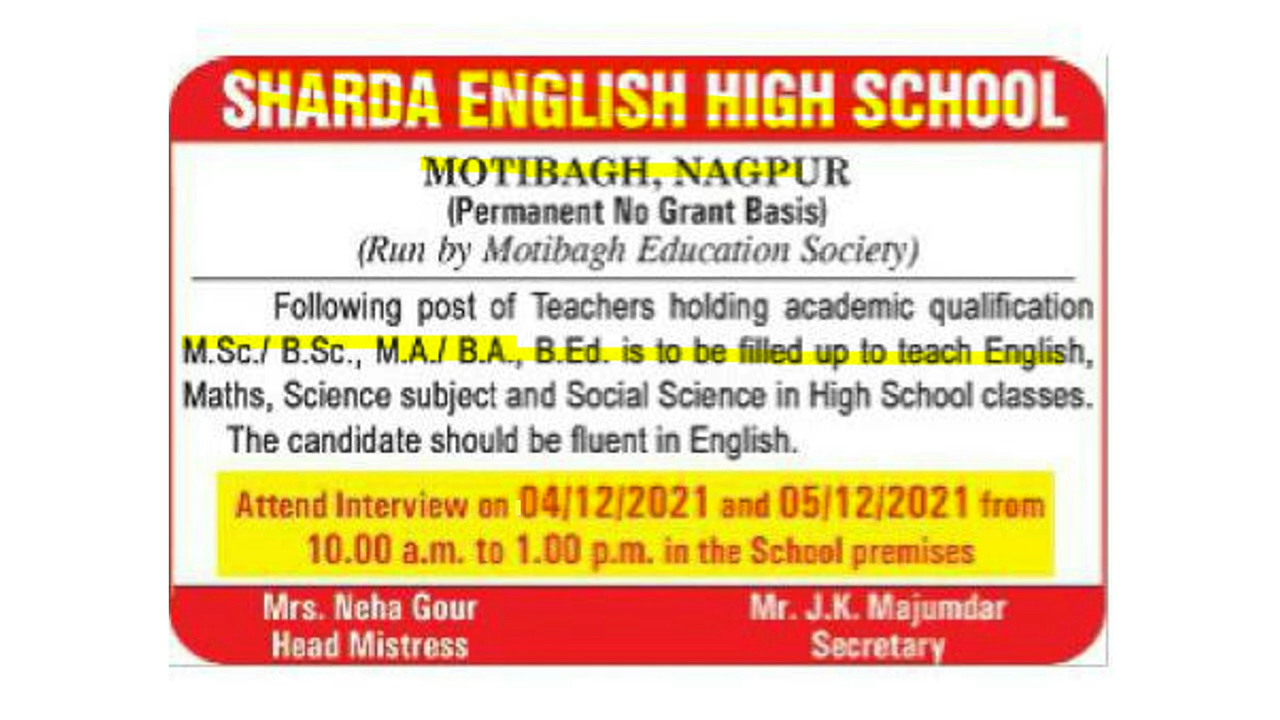 SHARDA ENGLISH HIGH SCHOOL
MOTIBAGH, NAGPUR
(Permanent No Grant Basis)
(Run by Motibagh Education Society)
Following post of Teachers holding academic qualification
M.Sc./ B.Sc., M.A./ B.A., B.Ed. is to be filled up to teach English,
Maths, Science subject and Social Science in High School classes.
The candidate should be fluent in English.
Attend Interview on 04/12/2021 and 05/12/2021 from
10.00 a.m. to 1.00 p.m. in the School premises
Mrs. Neha Gour Mr. J.K. Majumdar
Head Mistress Secretary